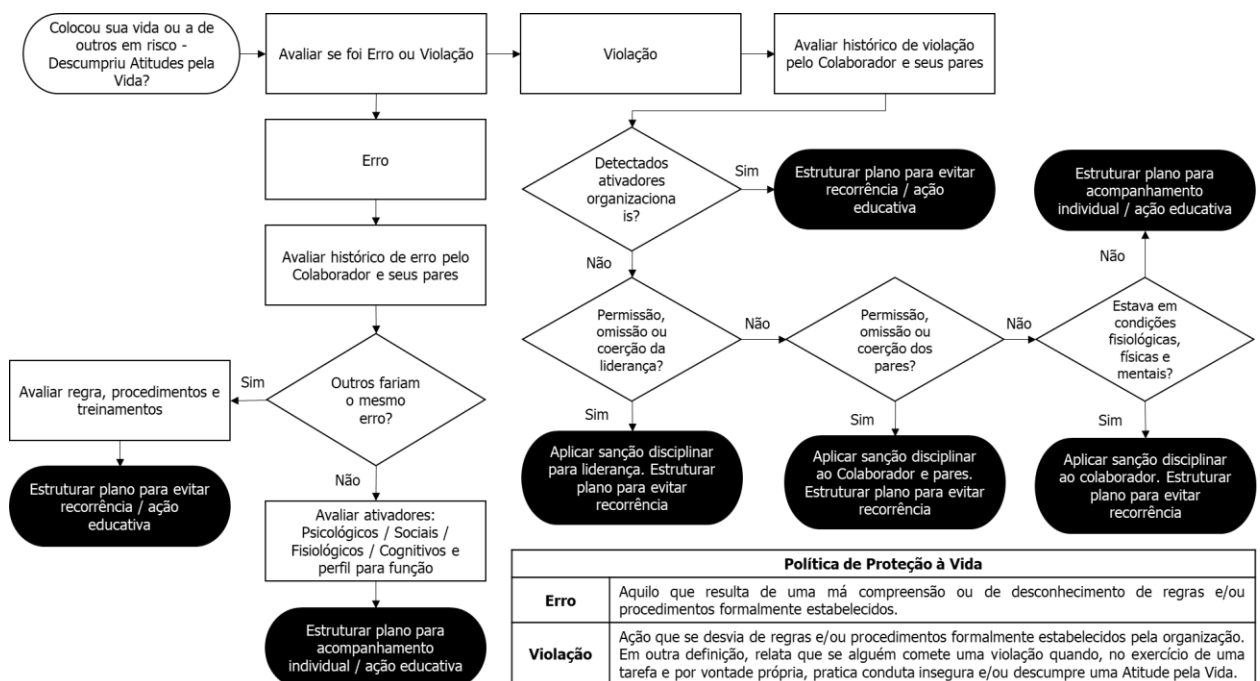 Colocou sua vida ou a de
outros em risco -
Descumpriu Atitudes pela
Vida?
Avaliar se foi Erro ou Violação
Violação
Avaliar histórico de violação
pelo Colaborador e seus pares
Erro
Detectados
ativadores
organizaciona
is?
Sim
Estruturar plano para evitar
recorrência / ação
educativa
Estruturar plano para
acompanhamento
individual / ação educativa
Avaliar histórico de erro pelo
Colaborador e seus pares
Não
Não
Permissão,
omissão ou
coerção da
liderança?
Não
Permissão,
omissão ou
coerção dos
pares?
Não
Estava em
condições
fisiológicas,
físicas e
mentais?
Avaliar regra, procedimentos e
treinamentos
Sim
Outros fariam
o mesmo
erro?
Sim
Sim
Sim
Aplicar sanção disciplinar
para liderança. Estruturar
plano para evitar
recorrência
Aplicar sanção disciplinar
ao Colaborador e pares.
Estruturar plano para evitar
recorrência
Aplicar sanção disciplinar
ao colaborador. Estruturar
plano para evitar
recorrência
Estruturar plano para evitar
recorrência / ação
educativa
Não
Avaliar ativadores:
Psicológicos / Sociais /
Fisiológicos / Cognitivos e
perfil para função
Estruturar plano para
acompanhamento
individual / ação educativa
Política de Proteção à Vida
Erro
Aquilo que resulta de uma má compreensão ou de desconhecimento de regras e/ou
procedimentos formalmente estabelecidos.
Violação
Ação que se desvia de regras e/ou procedimentos formalmente estabelecidos pela organização.
Em outra definição, relata que se alguém comete uma violação quando, no exercício de uma
tarefa e por vontade própria, pratica conduta insegura e/ou descumpre uma Atitude pela Vida.